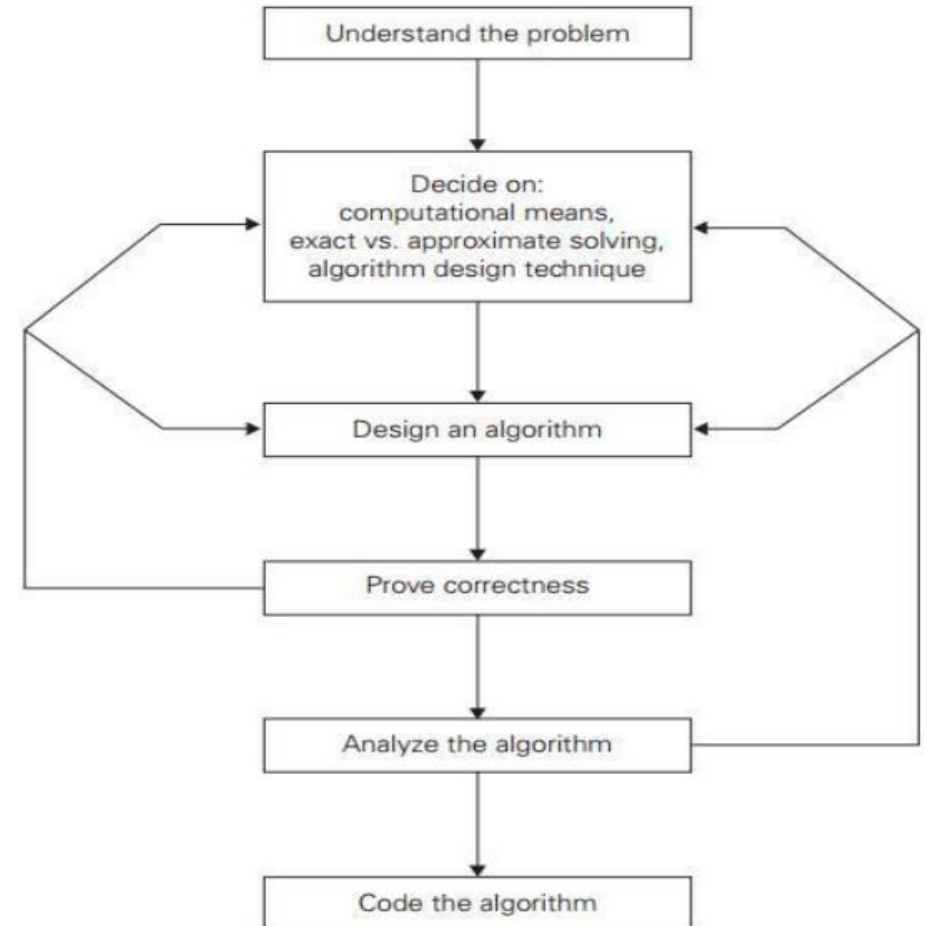 Understand the problem
Decide on:
computational means,
exact vs. approximate solving,
algorithm design technique
Design an algorithm
Prove correctness
Analyze the algorithm
Code the algorithm